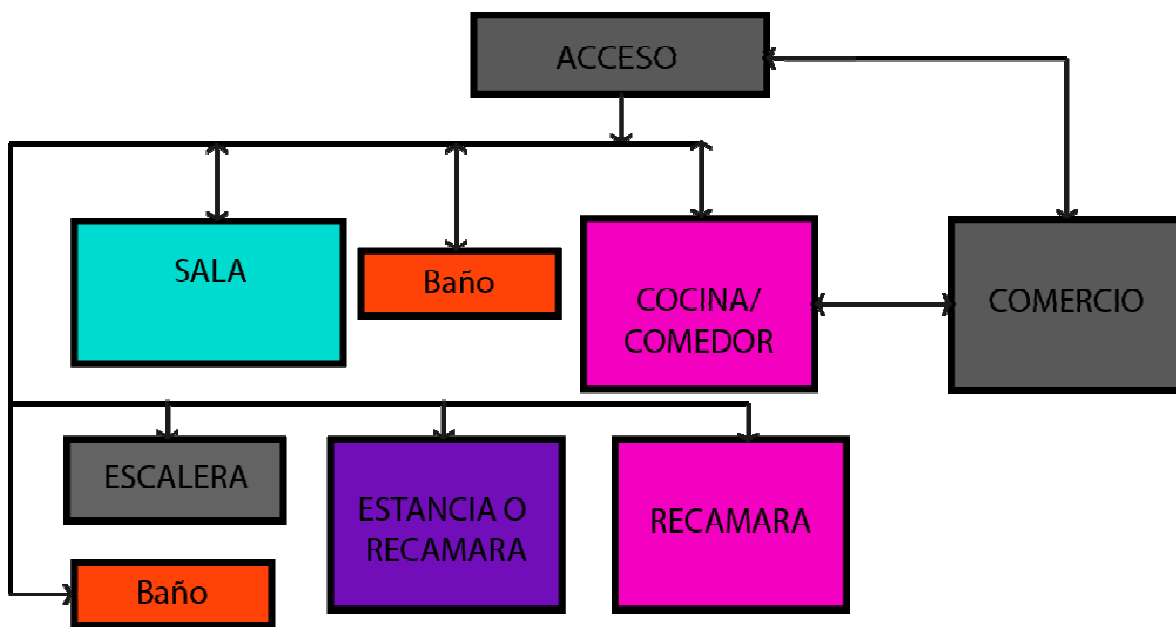 ACCESO
SALA
Baño
COCINA/
COMEDOR
COMERCIO
ESCALERA
ESTANCIA O
RECAMARA
RECAMARA
Baño